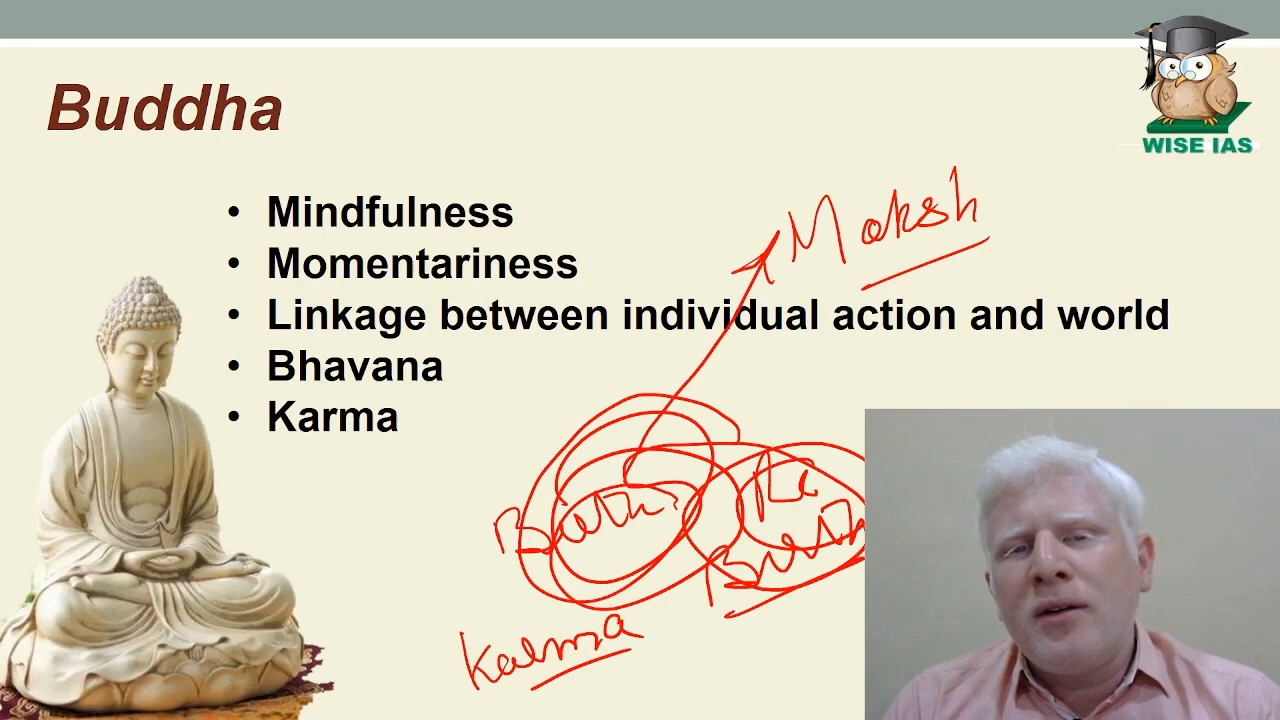 Buddha
WISE IAS
• Mindfulness
• Momentariness
• Linkage between individual action and world
• Bhavana
• Karma
Moksh
Birth
Re
Birth
Karma